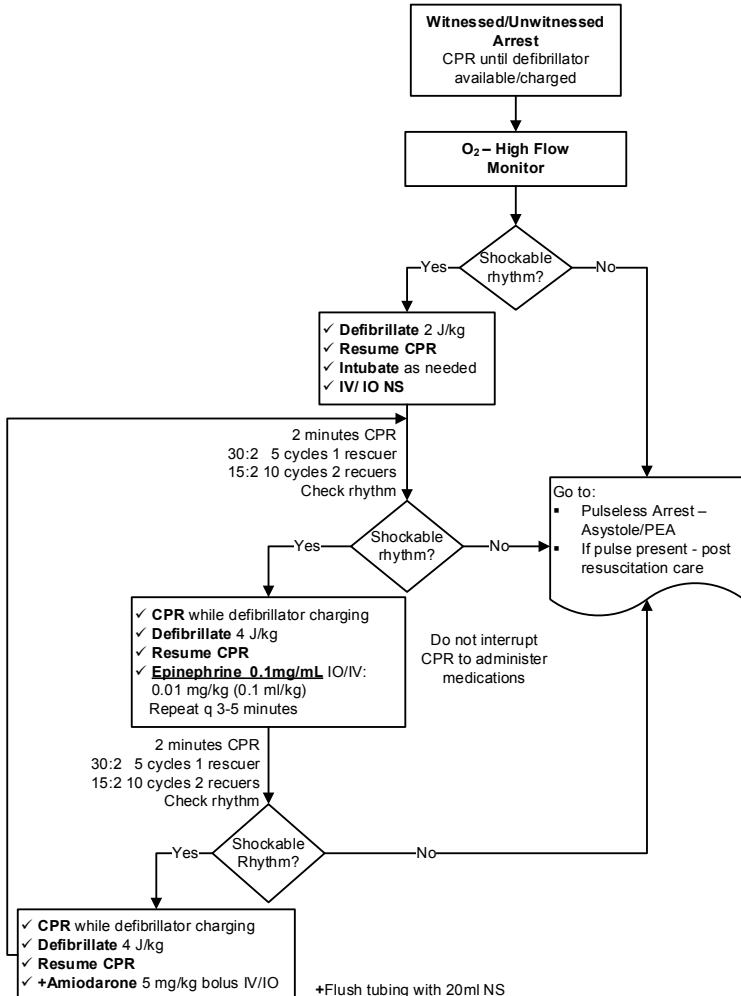 Witnessed/Unwitnessed
Arrest
CPR until defibrillator
available/charged
O₂ – High Flow
Monitor
Shockable
rhythm?
Yes
No
✓ Defibrillate 2 J/kg
✓ Resume CPR
✓ Intubate as needed
✓ IV/ IO NS
2 minutes CPR
30:2 5 cycles 1 rescuer
15:2 10 cycles 2 recuers
Check rhythm
Shockable
rhythm?
Yes
No
Go to:
▪ Pulseless Arrest –
Asystole/PEA
▪ If pulse present - post
resuscitation care
✓ CPR while defibrillator charging
✓ Defibrillate 4 J/kg
✓ Resume CPR
✓ Epinephrine 0.1mg/mL IO/IV:
0.01 mg/kg (0.1 ml/kg)
Repeat q 3-5 minutes
Do not interrupt
CPR to administer
medications
2 minutes CPR
30:2 5 cycles 1 rescuer
15:2 10 cycles 2 recuers
Check rhythm
Shockable
Rhythm?
Yes
No
✓ CPR while defibrillator charging
✓ Defibrillate 4 J/kg
✓ Resume CPR
✓ +Amiodarone 5 mg/kg bolus IV/IO
+Flush tubing with 20ml NS